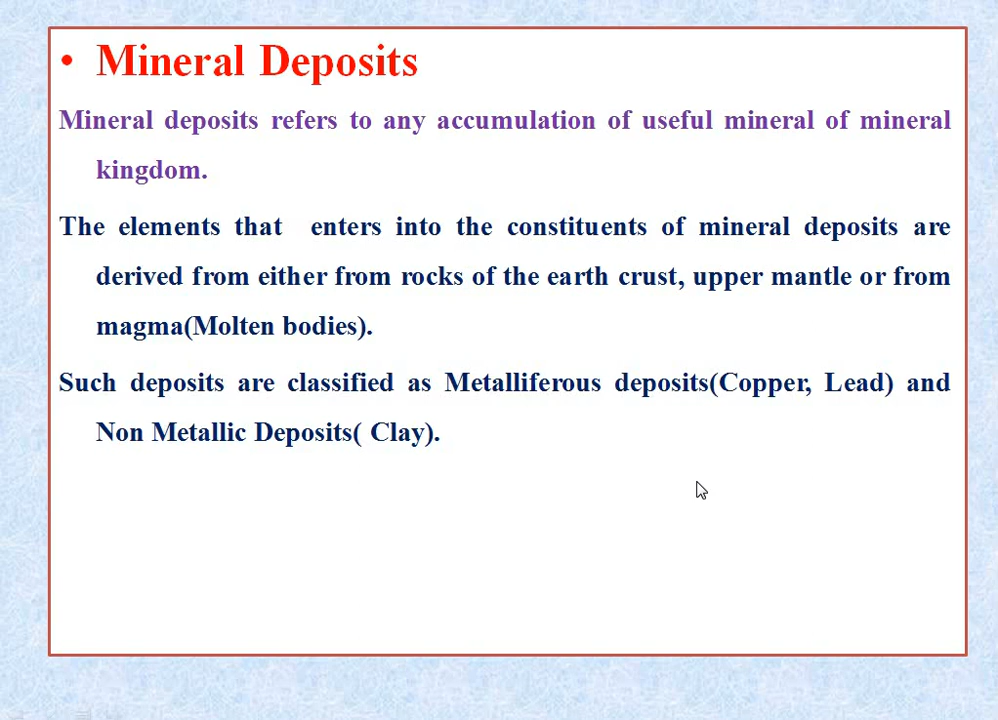 • Mineral Deposits
Mineral deposits refers to any accumulation of useful mineral of mineral
kingdom.
The elements that enters into the constituents of mineral deposits are
derived from either from rocks of the earth crust, upper mantle or from
magma(Molten bodies).
Such deposits are classified as Metalliferous deposits(Copper, Lead) and
Non Metallic Deposits( Clay).